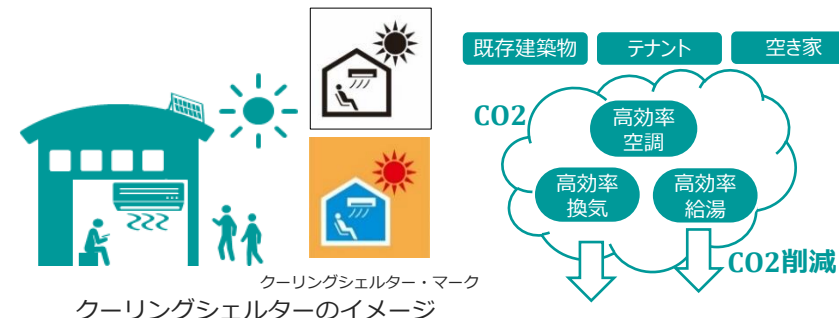 既存建築物
テナント
空き家
CO2
高効率
空調
高効率
換気
高効率
給湯
CO2削減
クーリングシェルター・マーク
クーリングシェルターのイメージ